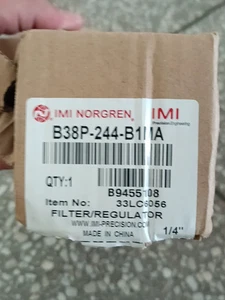 IMI NORGREN
IMI
Precision Engineering
B38P-244-B1MA
QTY:1
B9455108
Item No: 33LC6056
FILTER/REGULATOR
WWW.IMI-PRECISION.COM
MADE IN CHINA
1/4"